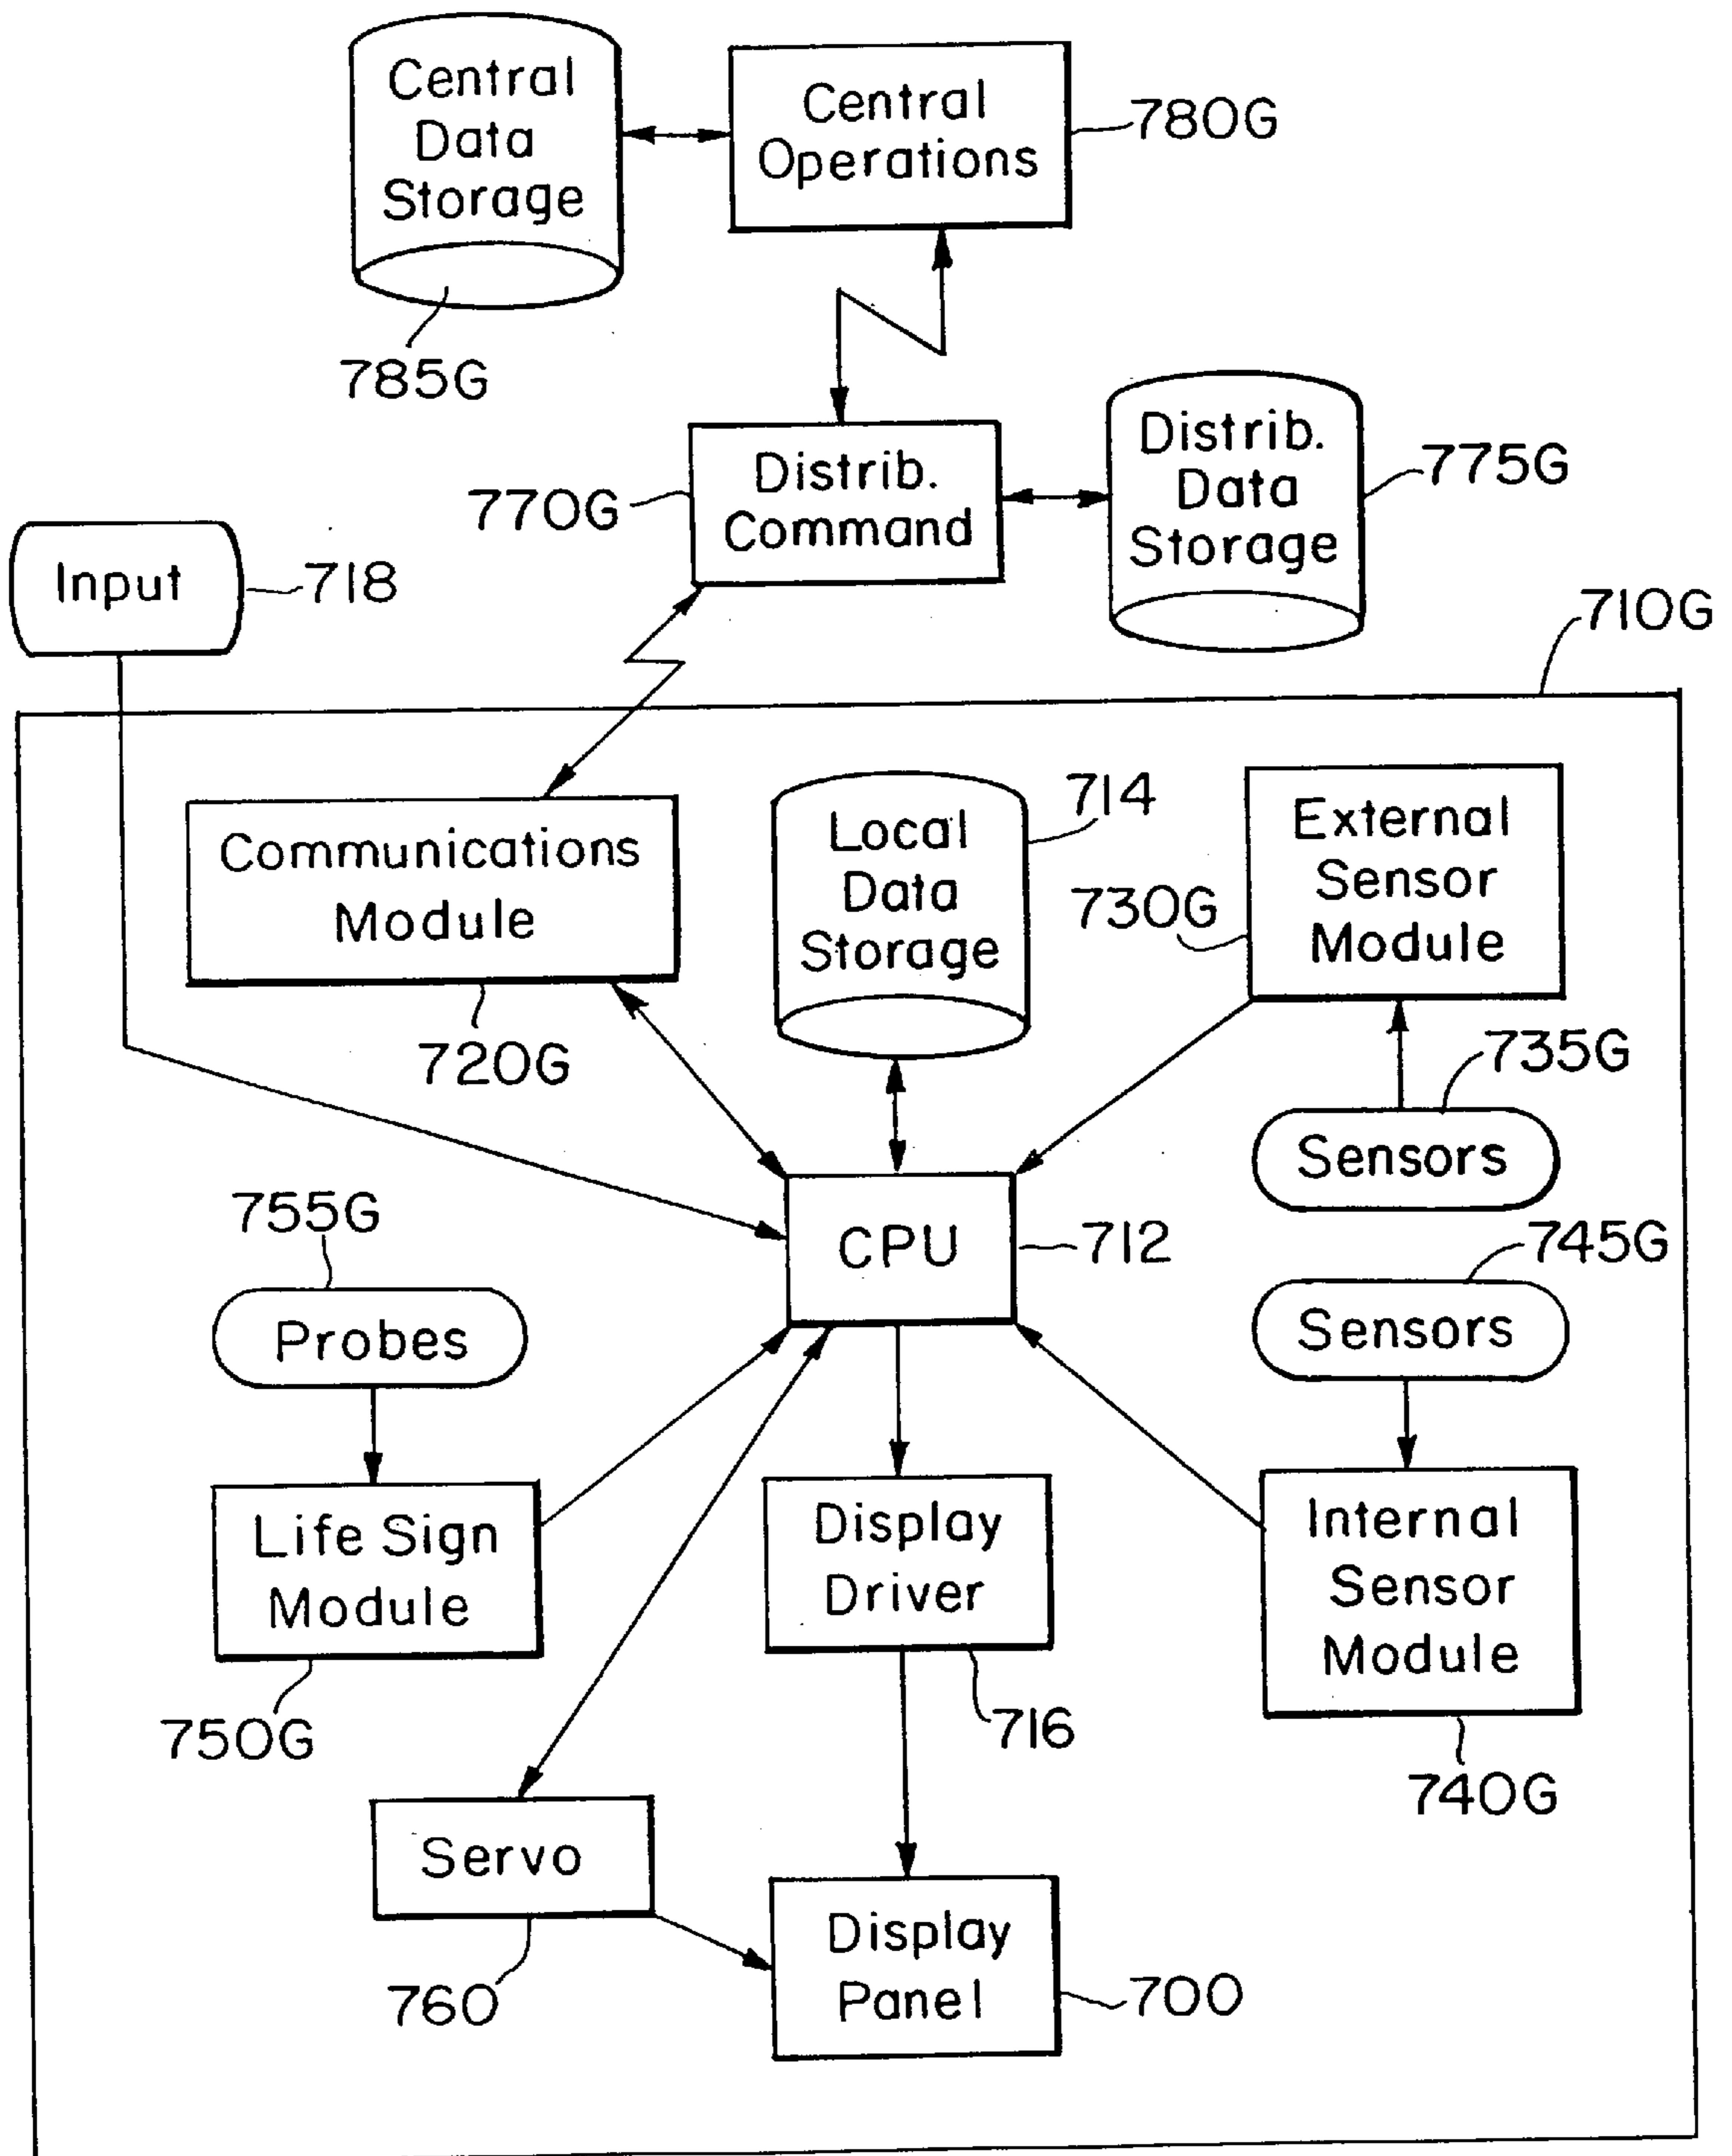 Central
Data
Storage
785G
Central
Operations
780G
Distrib.
Command
770G
Distrib.
Data
Storage
775G
Input
718
710G
Communications
Module
720G
Local
Data
Storage
714
External
Sensor
Module
730G
735G
Sensors
CPU
712
755G
Probes
745G
Sensors
Life Sign
Module
750G
Display
Driver
716
Internal
Sensor
Module
740G
Servo
760
Display
Panel
700